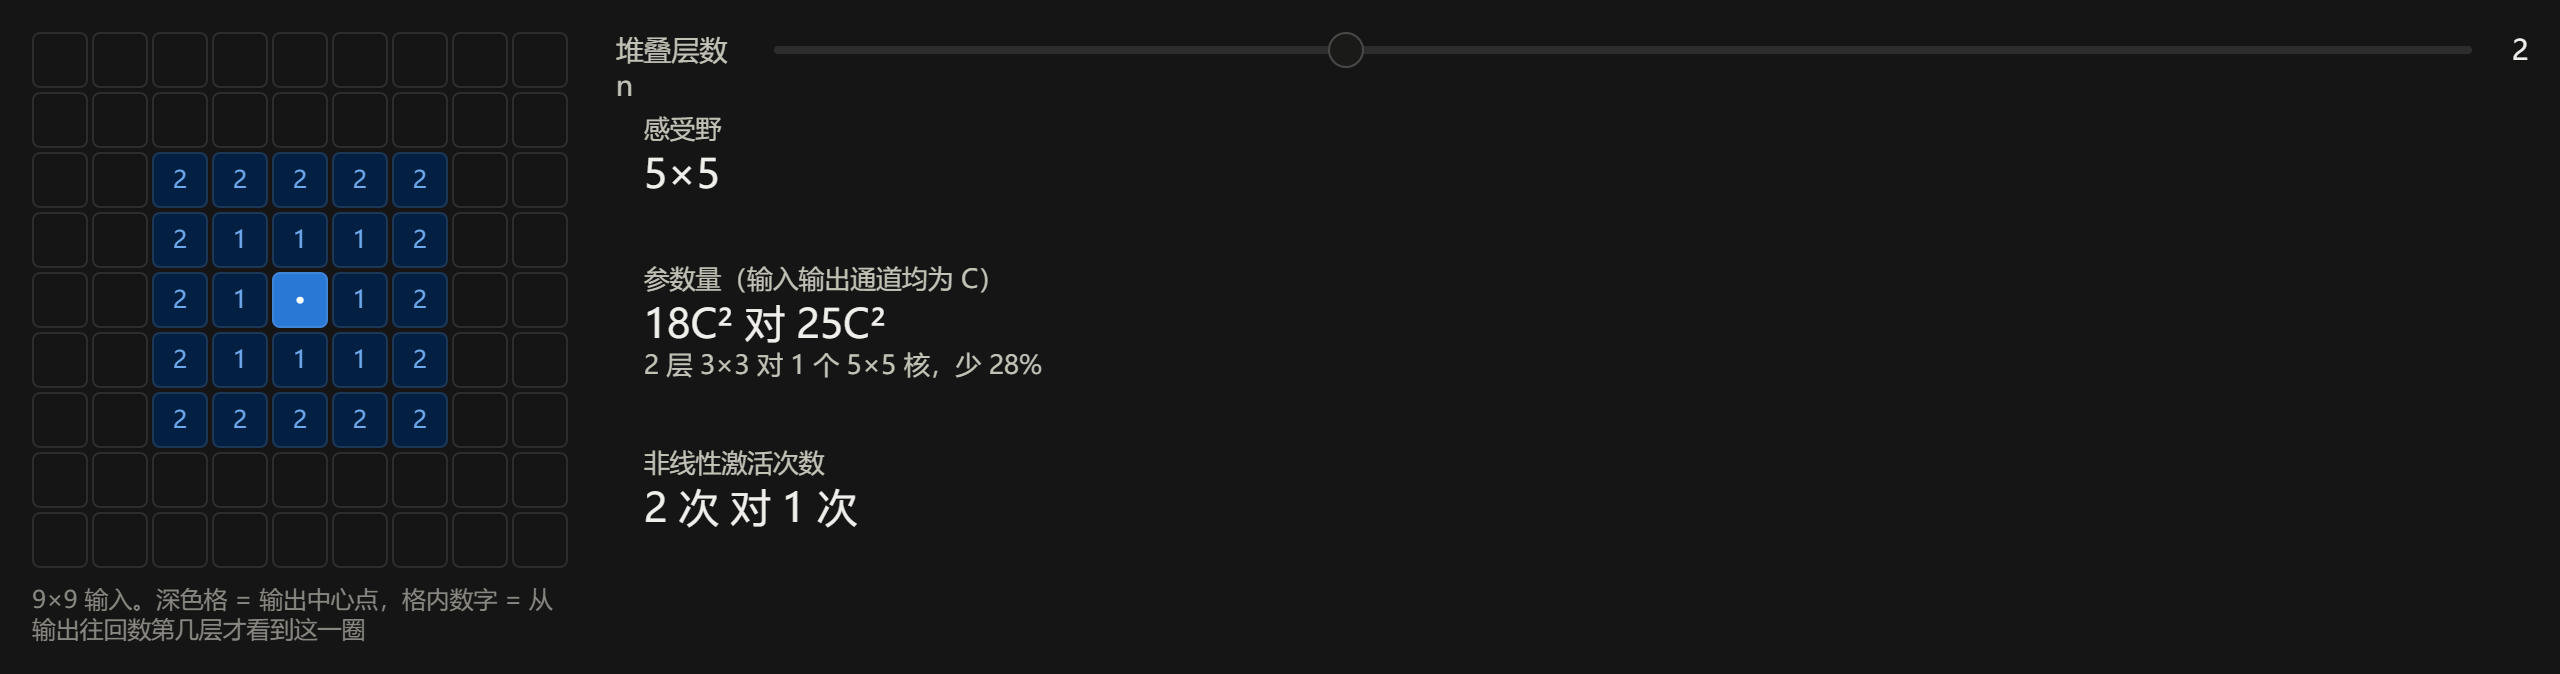 堆叠层数
n
2
感受野
5×5
参数量（输入输出通道均为 C）
18C² 对 25C²
2 层 3×3 对 1 个 5×5 核，少 28%
非线性激活次数
2 次 对 1 次
2 2 2 2 2
2 1 1 1 2
2 1 • 1 2
2 1 1 1 2
2 2 2 2 2
9×9 输入。深色格 = 输出中心点，格内数字 = 从
输出往回数第几层才看到这一圈